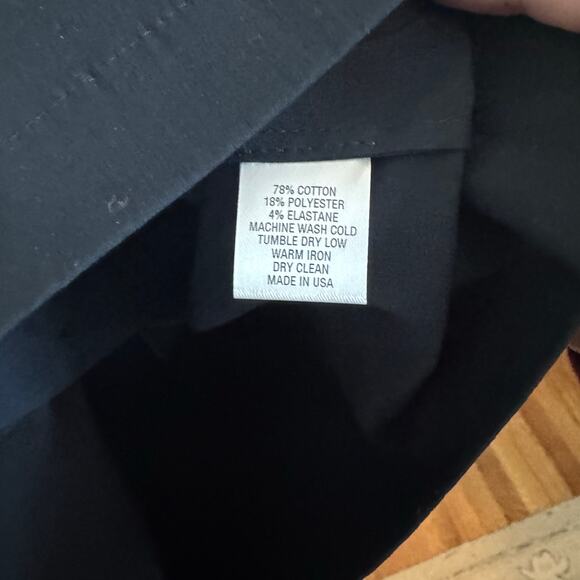 78% COTTON
18% POLYESTER
4% ELASTANE
MACHINE WASH COLD
TUMBLE DRY LOW
WARM IRON
DRY CLEAN
MADE IN USA